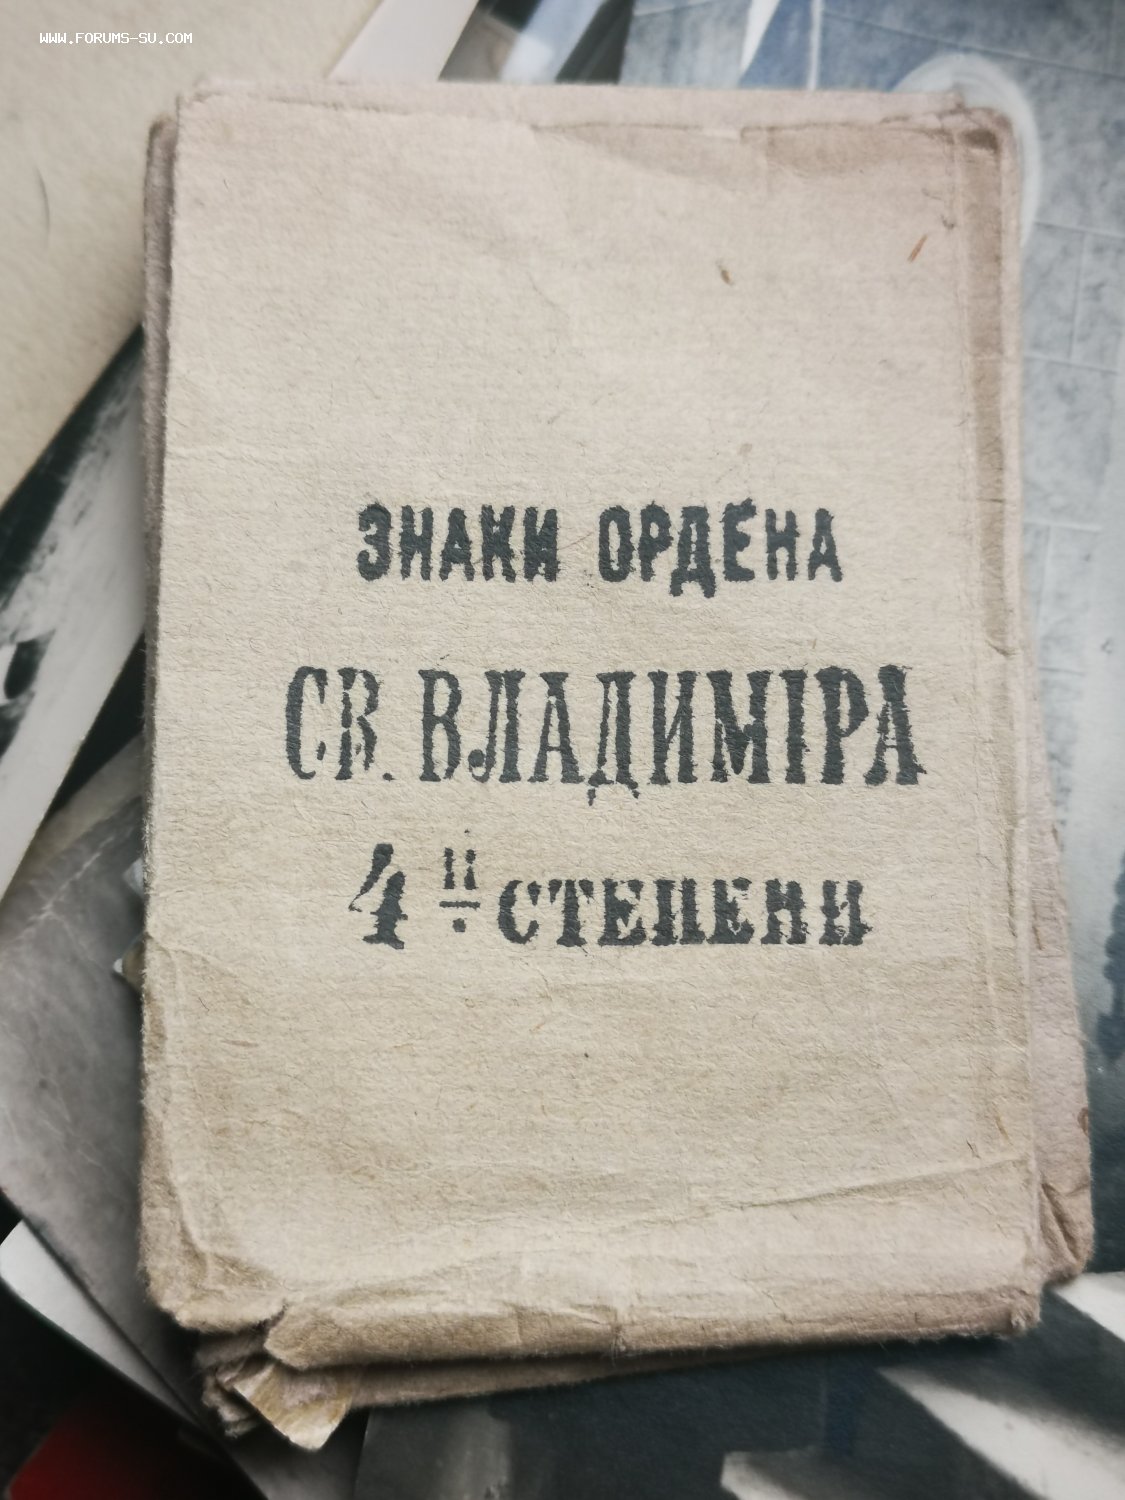 WWW.FORUMS-SU.COM
ЗНАКИ ОРДЕНА
СВ. ВЛАДИМІРА
4 й СТЕПЕНИ